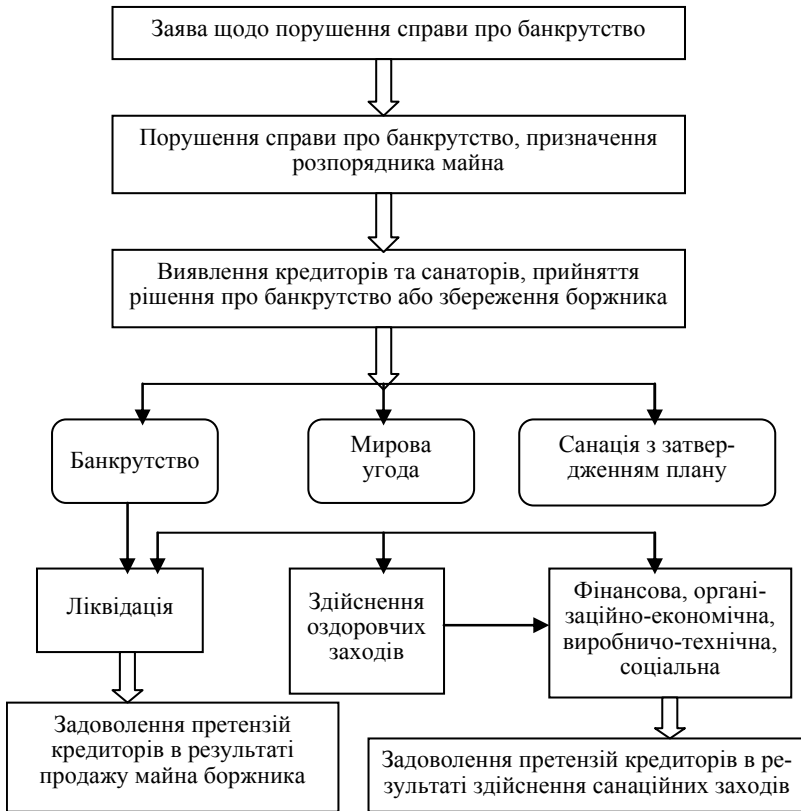 Заява щодо порушення справи про банкрутство
Порушення справи про банкрутство, призначення
розпорядника майна
Виявлення кредиторів та санаторів, прийняття
рішення про банкрутство або збереження боржника
Банкрутство
Мирова
угода
Санація з затвер-
дженням плану
Ліквідація
Здійснення
оздоровчих
заходів
Фінансова, органі-
заційно-економічна,
виробничо-технічна,
соціальна
Задоволення претензій
кредиторів в результаті
продажу майна боржника
Задоволення претензій кредиторів в ре-
зультаті здійснення санаційних заходів